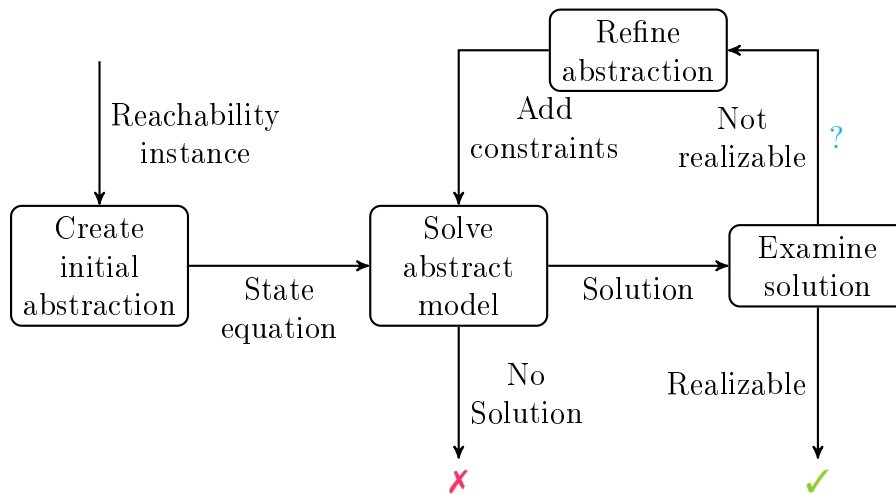 Refine
abstraction
Reachability
instance
Add
constraints
Not
realizable
?
Create
initial
abstraction
State
equation
Solve
abstract
model
Solution
Examine
solution
No
Solution
Realizable
✗
✓